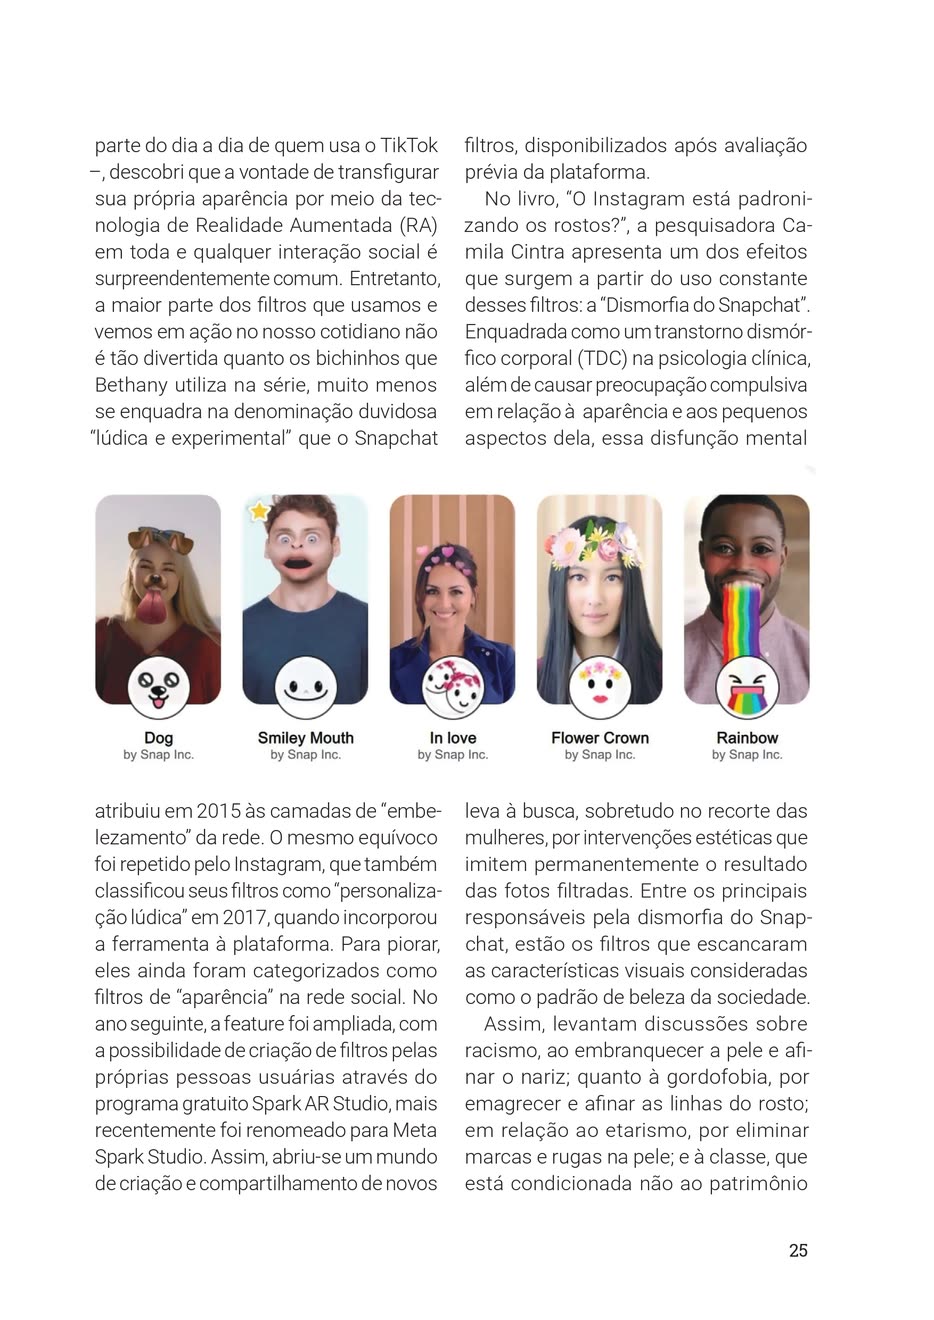 parte do dia a dia de quem usa o TikTok
–, descobri que a vontade de transfigurar
sua própria aparência por meio da tec-
nologia de Realidade Aumentada (RA)
em toda e qualquer interação social é
surpreendentemente comum. Entretanto,
a maior parte dos filtros que usamos e
vemos em ação no nosso cotidiano não
é tão divertida quanto os bichinhos que
Bethany utiliza na série, muito menos
se enquadra na denominação duvidosa
“lúdica e experimental” que o Snapchat
atribuiu em 2015 às camadas de “embe-
lezamento” da rede. O mesmo equívoco
foi repetido pelo Instagram, que também
classificou seus filtros como “personaliza-
ção lúdica” em 2017, quando incorporou
a ferramenta à plataforma. Para piorar,
eles ainda foram categorizados como
filtros de “aparência” na rede social. No
ano seguinte, a feature foi ampliada, com
a possibilidade de criação de filtros pelas
próprias pessoas usuárias através do
programa gratuito Spark AR Studio, mais
recentemente foi renomeado para Meta
Spark Studio. Assim, abriu-se um mundo
de criação e compartilhamento de novos
filtros, disponibilizados após avaliação
prévia da plataforma.
No livro, “O Instagram está padroni-
zando os rostos?”, a pesquisadora Ca-
mila Cintra apresenta um dos efeitos
que surgem a partir do uso constante
desses filtros: a “Dismorfia do Snapchat”.
Enquadrada como um transtorno dismór-
fico corporal (TDC) na psicologia clínica,
além de causar preocupação compulsiva
em relação à aparência e aos pequenos
aspectos dela, essa disfunção mental
leva à busca, sobretudo no recorte das
mulheres, por intervenções estéticas que
imitem permanentemente o resultado
das fotos filtradas. Entre os principais
responsáveis pela dismorfia do Snap-
chat, estão os filtros que escancaram
as características visuais consideradas
como o padrão de beleza da sociedade.
Assim, levantam discussões sobre
racismo, ao embranquecer a pele e afi-
nar o nariz; quanto à gordofobia, por
emagrecer e afinar as linhas do rosto;
em relação ao etarismo, por eliminar
marcas e rugas na pele; e à classe, que
está condicionada não ao patrimônio
Dog
by Snap Inc.
Smiley Mouth
by Snap Inc.
In love
by Snap Inc.
Flower Crown
by Snap Inc.
Rainbow
by Snap Inc.
25